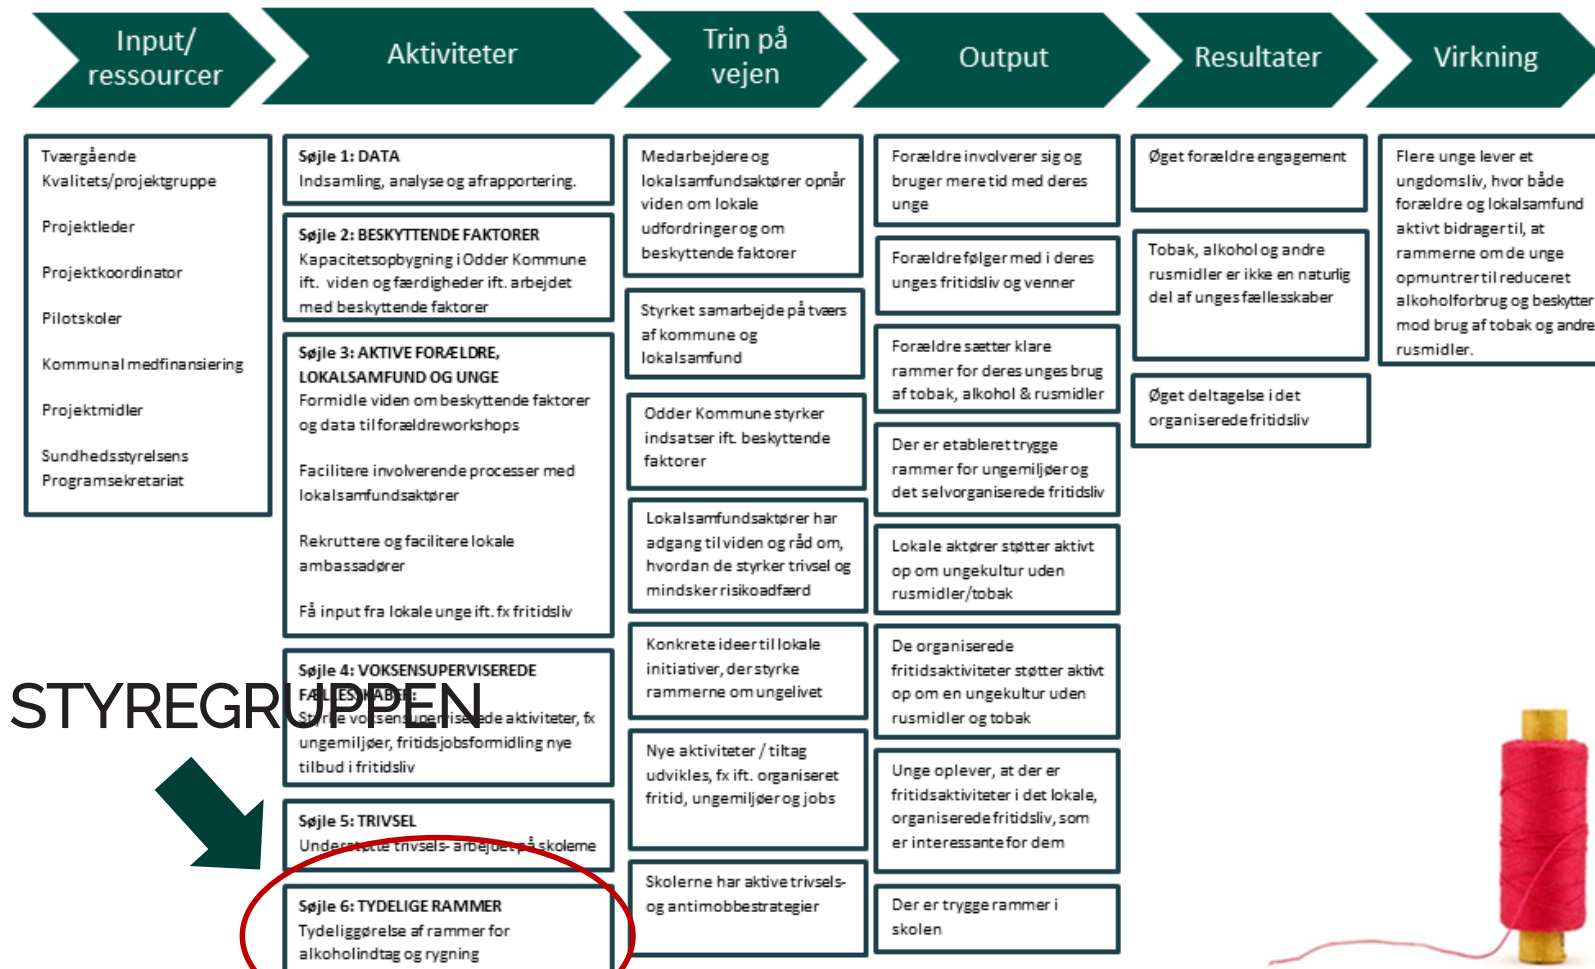 Input/
ressourcer
Aktiviteter
Trin på
vejen
Output
Resultater
Virkning
Tværgående
Kvalitets/projektgruppe
Projektleder
Projektkoordinator
Pilotskoler
Kommunal medfinansiering
Projektmidler
Sundhedsstyrelsens
Programsekretariat
Søjle 1: DATA
Indsamling, analyse og afrapportering.
Søjle 2: BESKYTTENDE FAKTORER
Kapacitetsopbygning i Odder Kommune
ift. viden og færdigheder ift. arbejdet
med beskyttende faktorer
Søjle 3: AKTIVE FORÆLDRE,
LOKALSAMFUND OG UNGE
Formidle viden om beskyttende faktorer
og data til forældreworkshops
Facilitere involverende processer med
lokalsamfundsaktører
Rekruttere og facilitere lokale
ambassadører
Få input fra lokale unge ift. fx fritidsliv
Søjle 4: VOKSENSUPERVISEREDE
FÆLLESSKABER:
Styrke voksensuperviserede aktiviteter, fx
ungemiljøer, fritidsjobsformidling nye
tilbud i fritidsliv
STYREGRUPPEN
Søjle 5: TRIVSEL
Understøtte trivsels- arbejdet på skolerne
Søjle 6: TYDELIGE RAMMER
Tydeliggørelse af rammer for
alkoholindtag og rygning
Medarbejdere og
lokalsamfundsaktører opnår
viden om lokale
udfordringer og om
beskyttende faktorer
Styrket samarbejde på tværs
af kommune og
lokalsamfund
Odder Kommune styrker
indsatser ift. beskyttende
faktorer
Lokalsamfundsaktører har
adgang til viden og råd om,
hvordan de styrker trivsel og
mindsker risikoadfærd
Konkrete ideer til lokale
initiativer, der styrke
rammerne om ungelivet
Nye aktiviteter / tiltag
udvikles, fx ift. organiseret
fritid, ungemiljøer og jobs
Skolerne har aktive trivsels-
og antimobbestrategier
Forældre involverer sig og
bruger mere tid med deres
unge
Forældre følger med i deres
unges fritidsliv og venner
Forældre sætter klare
rammer for deres unges brug
af tobak, alkohol & rusmidler
Der er etableret trygge
rammer for ungemiljøer og
det selvorganiserede fritidsliv
Lokale aktører støtter aktivt
op om ungekultur uden
rusmidler/tobak
De organiserede
fritidsaktiviteter støtter aktivt
op om en ungekultur uden
rusmidler og tobak
Unge oplever, at der er
fritidsaktiviteter i det lokale,
organiserede fritidsliv, som
er interessante for dem
Der er trygge rammer i
skolen
Øget forældre engagement
Tobak, alkohol og andre
rusmidler er ikke en naturlig
del af unges fællesskaber
Øget deltagelse i det
organiserede fritidsliv
Flere unge lever et
ungdomsliv, hvor både
forældre og lokalsamfund
aktivt bidrager til, at
rammerne om de unge
opmuntrer til reduceret
alkoholforbrug og beskytter
mod brug af tobak og andre
rusmidler.